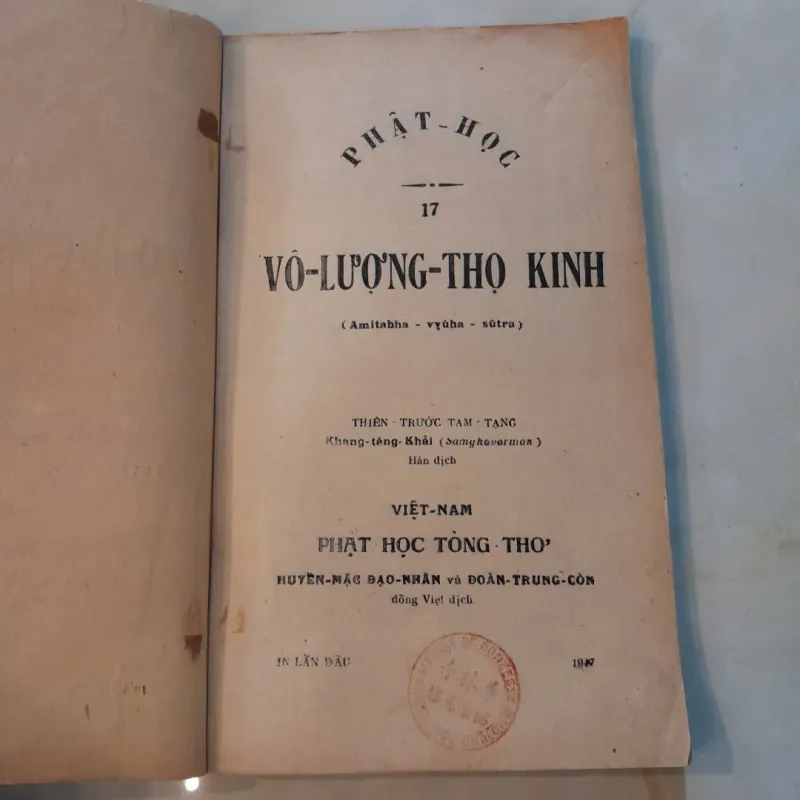 PHẬT-HỌC
17
VÔ-LƯỢNG-THỌ KINH
(Amitabha - vyùha - sûtra)
THIÊN - TRƯỚC TAM - TẠNG
Khang-tăng-Khải (Samghavarman)
Hán dịch
VIỆT-NAM
PHẬT HỌC TÒNG THƠ
HUYỀN-MẶC ĐẠO-NHÂN và ĐOÀN-TRUNG-CÒN
đồng Việt dịch
IN LẦN ĐẦU